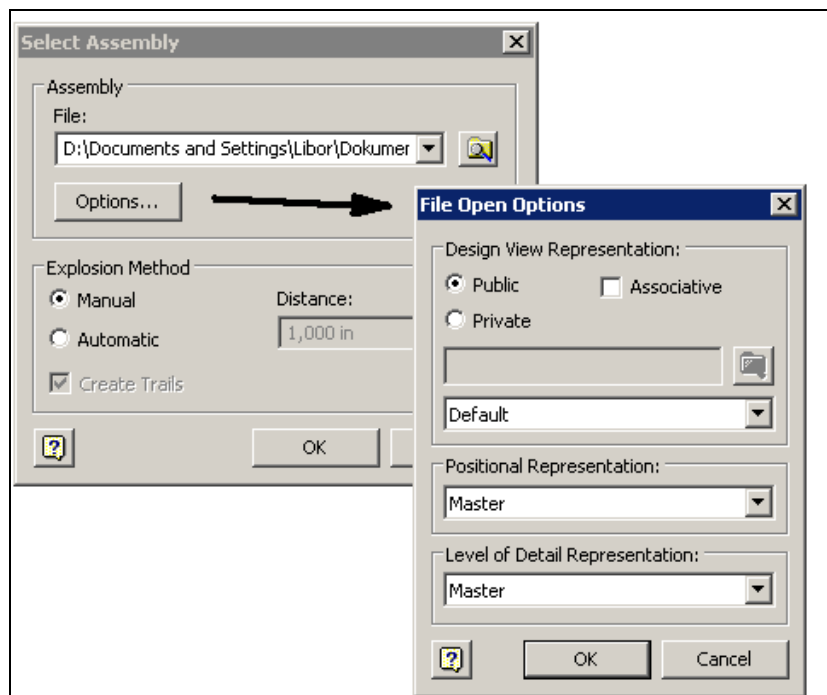 Select Assembly
Assembly
File:
D:\Documents and Settings\Libor\Dokumer
Options...
Explosion Method
Manual
Distance:
Automatic
1,000 in
Create Trails
OK
File Open Options
Design View Representation:
Public
Associative
Private
Default
Positional Representation:
Master
Level of Detail Representation:
Master
OK
Cancel